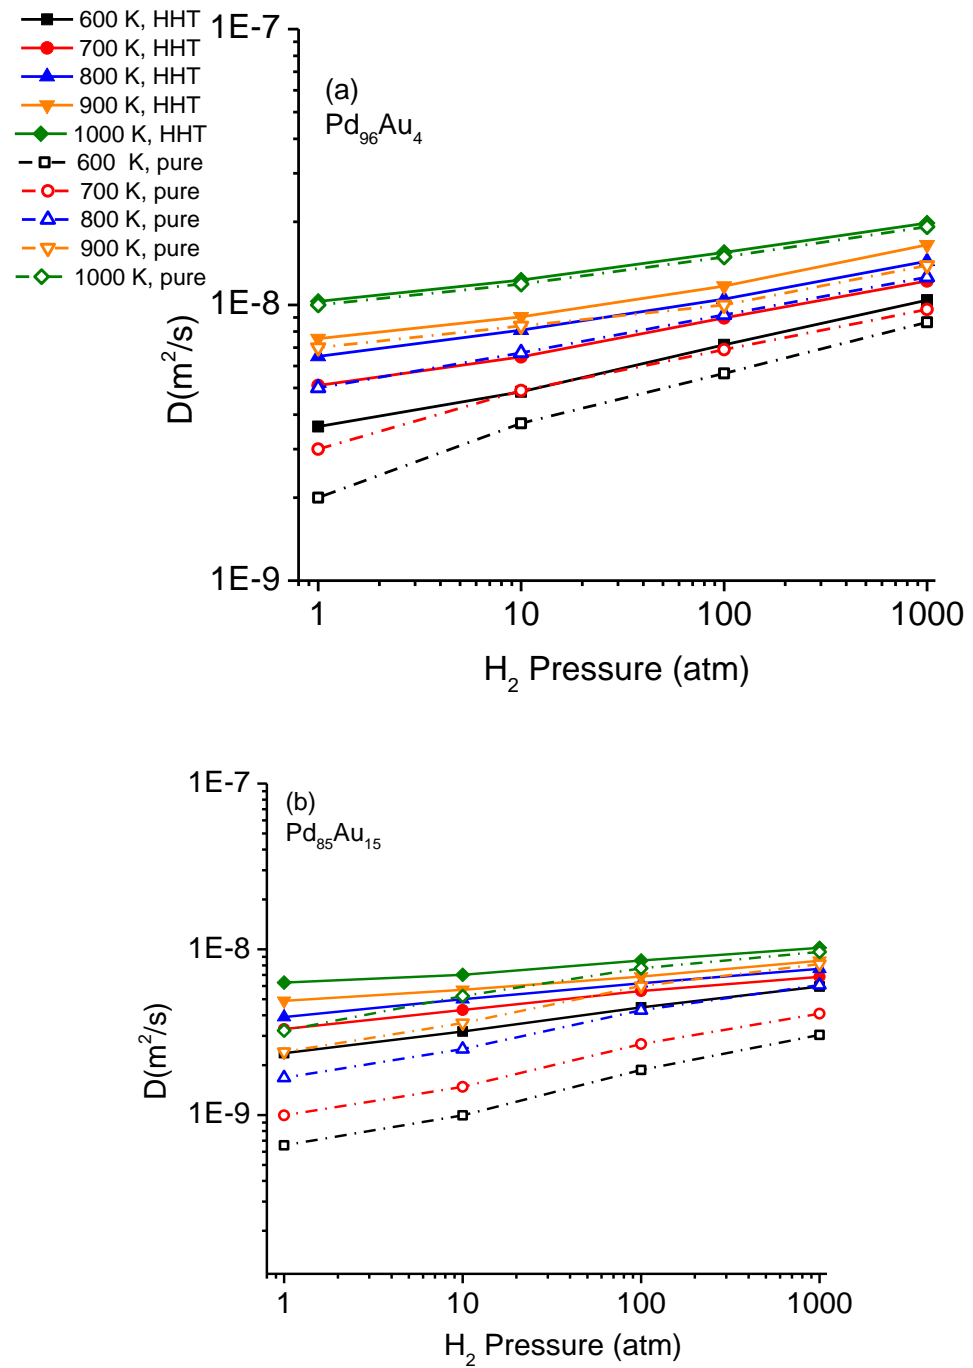 600 K, HHT
700 K, HHT
800 K, HHT
900 K, HHT
1000 K, HHT
600 K, pure
700 K, pure
800 K, pure
900 K, pure
1000 K, pure
1E-7
(a)
Pd96Au4
1E-8
D(m²/s)
1E-9
1 10 100 1000
H₂ Pressure (atm)
1E-7
(b)
Pd85Au15
1E-8
D(m²/s)
1E-9
1 10 100 1000
H₂ Pressure (atm)